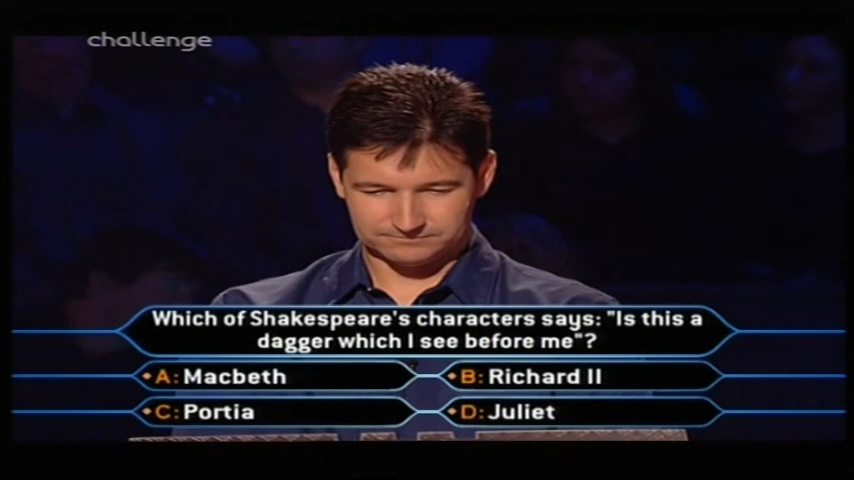 challenge
Which of Shakespeare's characters says: "Is this a
dagger which I see before me"?
A: Macbeth
B: Richard II
C: Portia
D: Juliet